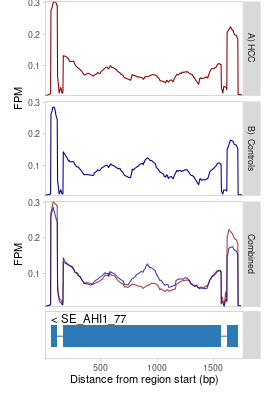 0.3
0.2
0.1
FPM
A) HCC
0.3
0.2
0.1
FPM
B) Controls
0.3
0.2
0.1
FPM
Combined
< SE_AHI1_77
500 1000 1500
Distance from region start (bp)